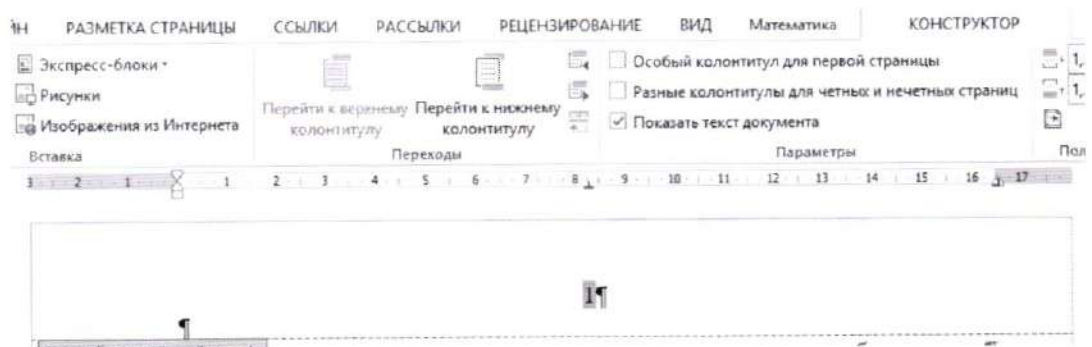 ЙН РАЗМЕТКА СТРАНИЦЫ ССЫЛКИ РАССЫЛКИ РЕЦЕНЗИРОВАНИЕ ВИД Математика КОНСТРУКТОР
Экспресс-блоки
Рисунки
Изображения из Интернета
Вставка
Перейти к верхнему колонтитулу
Перейти к нижнему колонтитулу
Переходы
Особый колонтитул для первой страницы
Разные колонтитулы для четных и нечетных страниц
Показать текст документа
Параметры
1,
1,
Пол
3 2 1 1 2 3 4 5 6 7 8 9 10 11 12 13 14 15 16 17
1¶
¶